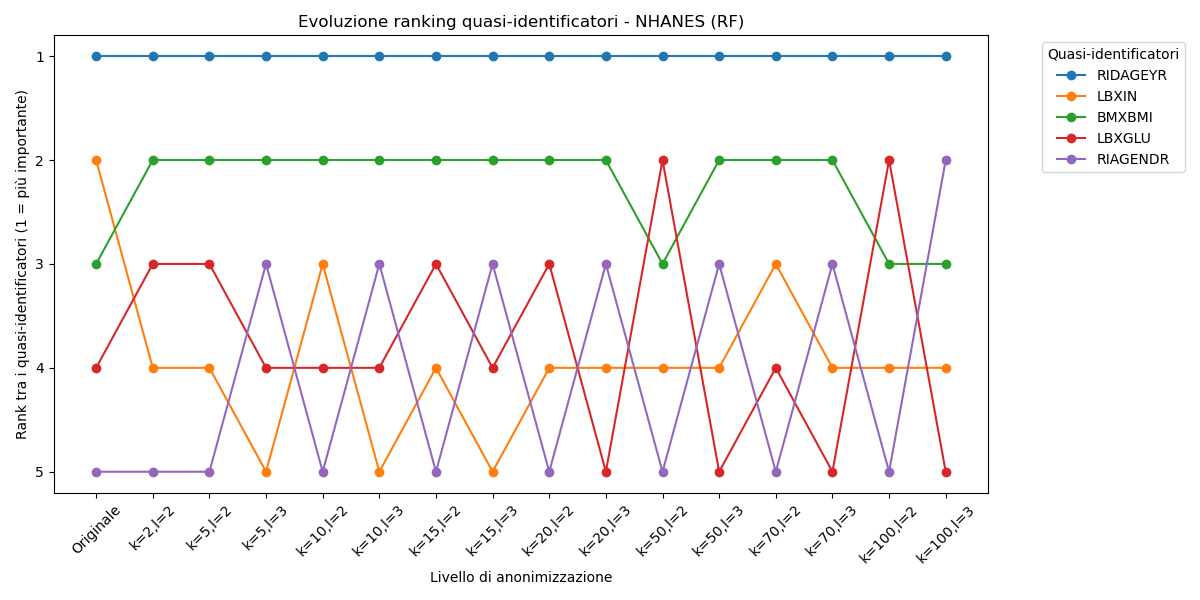 Evoluzione ranking quasi-identificatori - NHANES (RF)
Rank tra i quasi-identificatori (1 = più importante)
1
2
3
4
5
Originale
k=2,l=2
k=5,l=2
k=5,l=3
k=10,l=2
k=10,l=3
k=15,l=2
k=15,l=3
k=20,l=2
k=20,l=3
k=50,l=2
k=50,l=3
k=70,l=2
k=70,l=3
k=100,l=2
k=100,l=3
Livello di anonimizzazione
Quasi-identificatori
RIDAGEYR
LBXIN
BMXBMI
LBXGLU
RIAGENDR